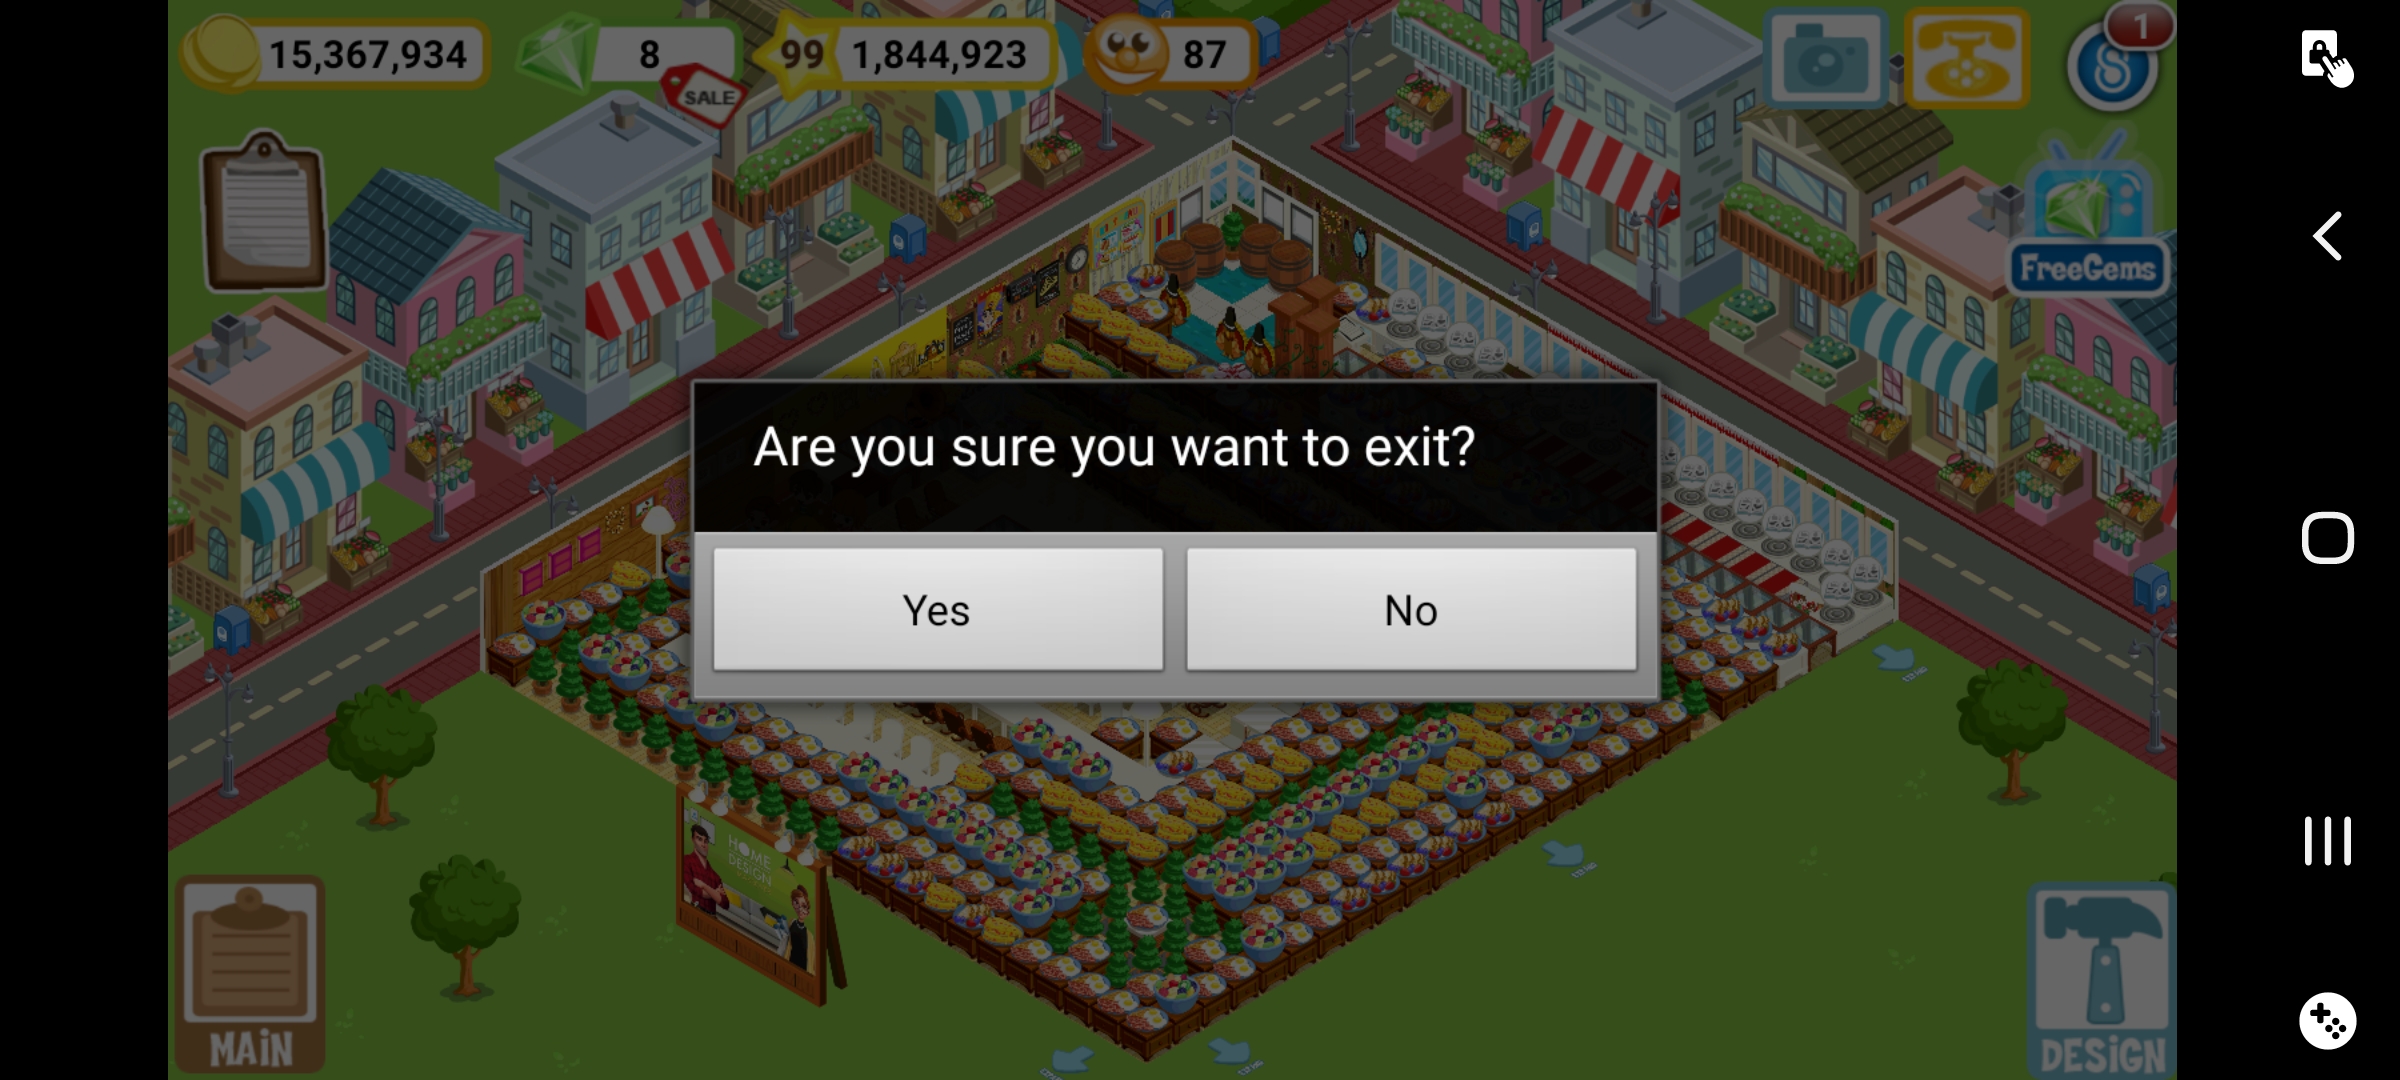 15,367,934
8
99
1,844,923
87
1
SALE
FreeGems
Are you sure you want to exit?
Yes
No
HOME
DESIGN
MAIN
DESIGN